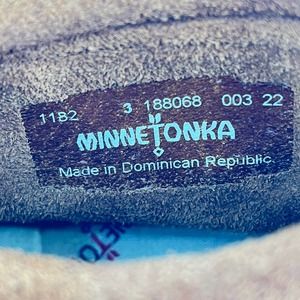 1182 3 188068 003 22
MINNETONKA
Made in Dominican Republic